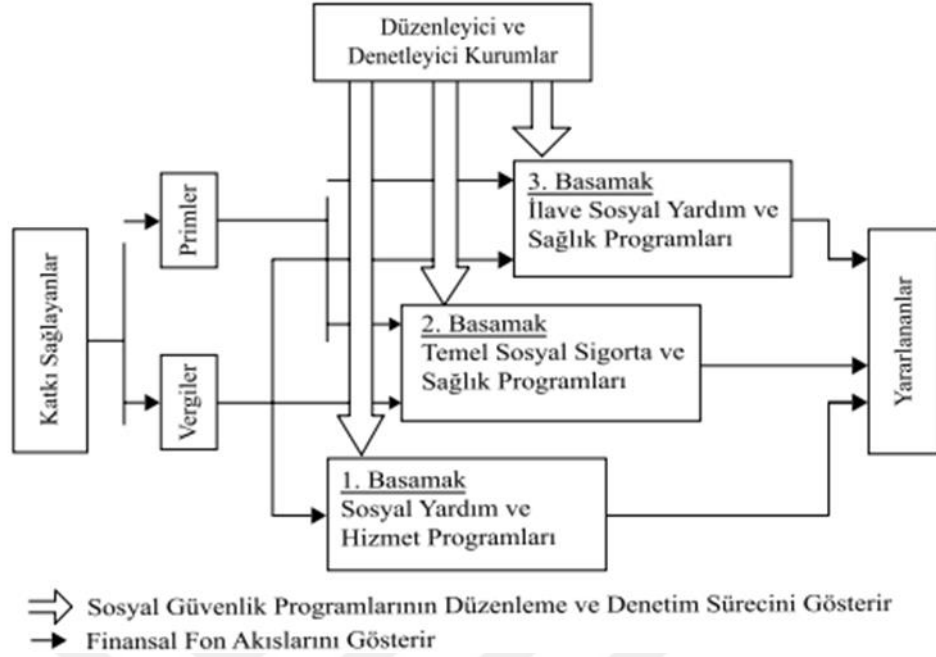 Düzenleyici ve
Denetleyici Kurumlar
Katkı Sağlayanlar
Primler
Vergiler
3. Basamak
İlave Sosyal Yardım ve
Sağlık Programları
2. Basamak
Temel Sosyal Sigorta ve
Sağlık Programları
1. Basamak
Sosyal Yardım ve
Hizmet Programları
Yararlananlar
Sosyal Güvenlik Programlarının Düzenleme ve Denetim Sürecini Gösterir
Finansal Fon Akıslarını Gösterir